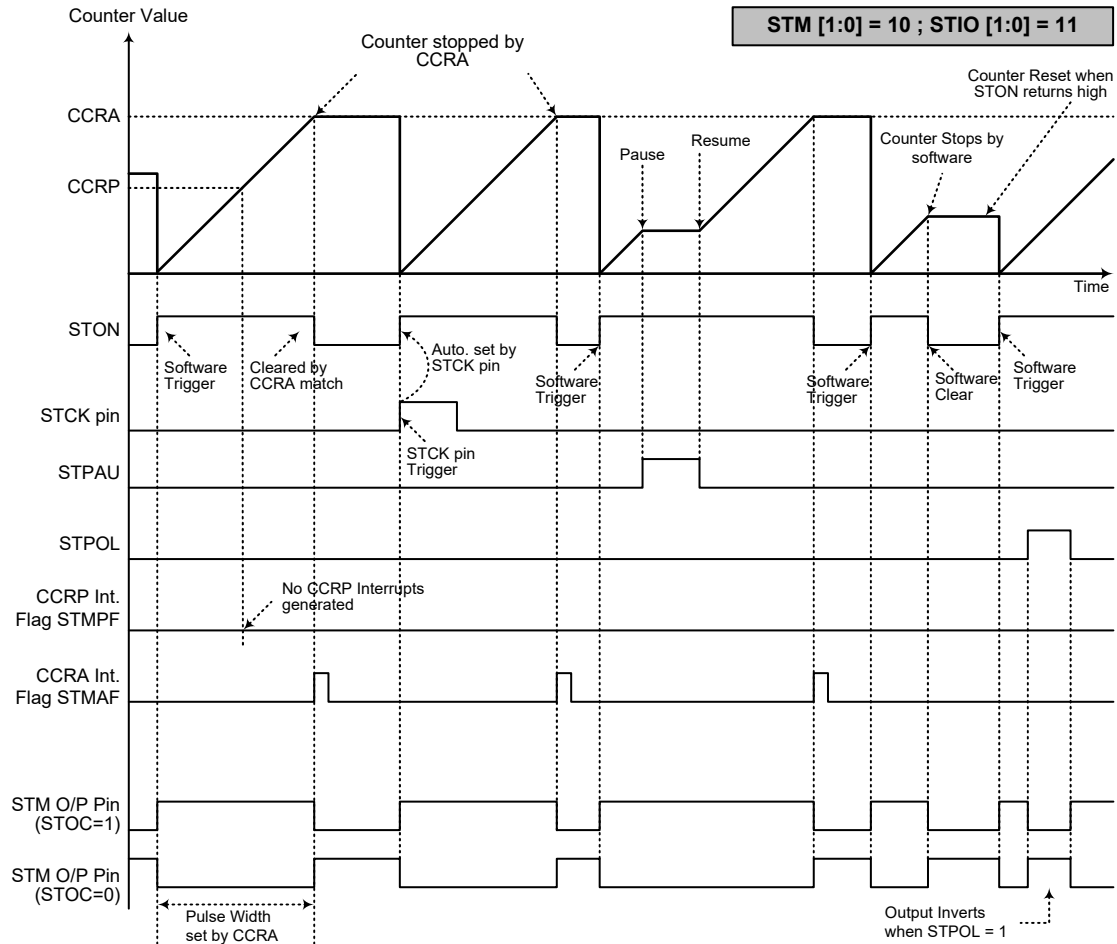 Counter Value
STM [1:0] = 10 ; STIO [1:0] = 11
Counter stopped by
CCRA
Counter Reset when
STON returns high
CCRA
Pause
Resume
Counter Stops by
software
CCRP
Time
STON
Software
Trigger
Cleared by
CCRA match
Auto. set by
STCK pin
Software
Trigger
Software
Trigger
Software
Clear
Software
Trigger
STCK pin
STCK pin
Trigger
STPAU
STPOL
CCRP Int.
Flag STMPF
No CCRP Interrupts
generated
CCRA Int.
Flag STMAF
STM O/P Pin
(STOC=1)
STM O/P Pin
(STOC=0)
Pulse Width
set by CCRA
Output Inverts
when STPOL = 1